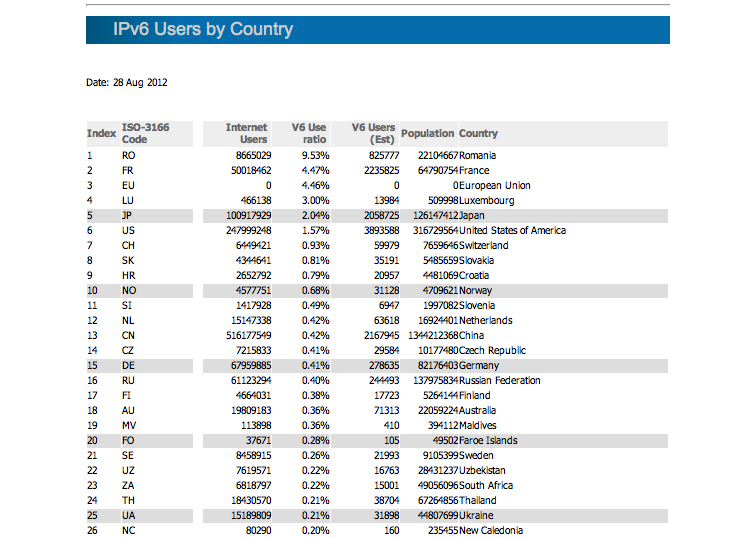 IPv6 Users by Country
Date: 28 Aug 2012
Index ISO-3166 Code Internet Users V6 Use ratio V6 Users (Est) Population Country
1 RO 8665029 9.53% 825777 22104667 Romania
2 FR 50018462 4.47% 2235825 64790754 France
3 EU 0 4.46% 0 0 European Union
4 LU 466138 3.00% 13984 509998 Luxembourg
5 JP 100917929 2.04% 2058725 126147412 Japan
6 US 247999248 1.57% 3893588 316729564 United States of America
7 CH 6449421 0.93% 59979 7659646 Switzerland
8 SK 4344641 0.81% 35191 5485659 Slovakia
9 HR 2652792 0.79% 20957 4481069 Croatia
10 NO 4577751 0.68% 31128 4709621 Norway
11 SI 1417928 0.49% 6947 1997082 Slovenia
12 NL 15147338 0.42% 63618 16924401 Netherlands
13 CN 516177549 0.42% 2167945 1344212368 China
14 CZ 7215833 0.41% 29584 10177480 Czech Republic
15 DE 67959885 0.41% 278635 82176403 Germany
16 RU 61123294 0.40% 244493 137975834 Russian Federation
17 FI 4664031 0.38% 17723 5264144 Finland
18 AU 19809183 0.36% 71313 22059224 Australia
19 MV 113898 0.36% 410 394112 Maldives
20 FO 37671 0.28% 105 49502 Faroe Islands
21 SE 8458915 0.26% 21993 9105399 Sweden
22 UZ 7619571 0.22% 16763 28431237 Uzbekistan
23 ZA 6818797 0.22% 15001 49056096 South Africa
24 TH 18430570 0.21% 38704 67264856 Thailand
25 UA 15189809 0.21% 31898 44807699 Ukraine
26 NC 80290 0.20% 160 235455 New Caledonia